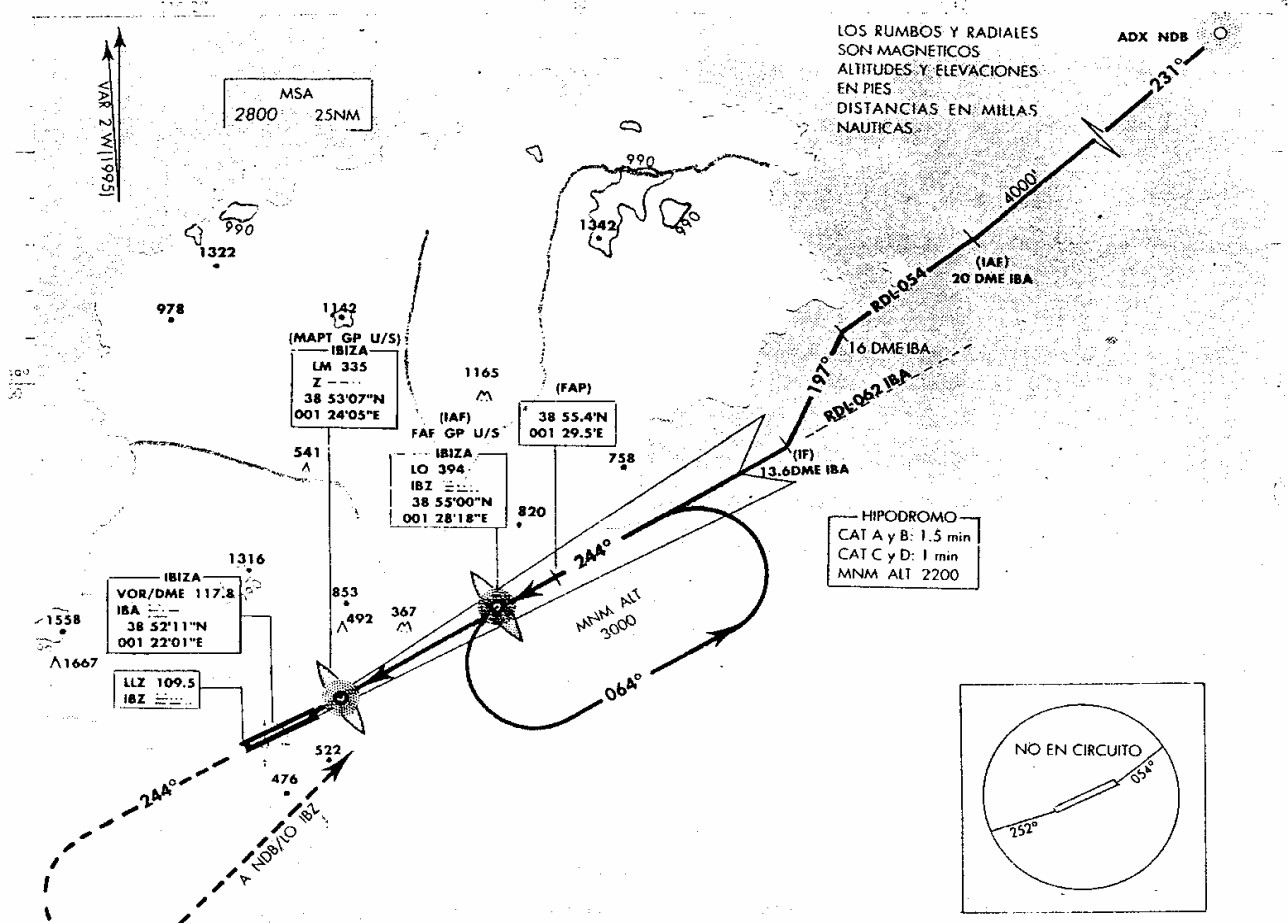 LOS RUMBOS Y RADIALES
SON MAGNETICOS
ALTITUDES Y ELEVACIONES
EN PIES
DISTANCIAS EN MILLAS
NAUTICAS
ADX NDB
231°
VAR 2 W(1995)
MSA
2800 25NM
990
4000'
990
990
1342
1322
(IAF)
20 DME IBA
RDL-054
978
1142
(MAPT GP U/S)
IBIZA
LM 335
Z
38 53'07"N
001 24'05"E
16 DME IBA
197°
RDL-062 IBA
1165
(FAP)
38 55.4'N
001 29.5'E
(IAF)
FAF GP U/S
IBIZA
LO 394
IBZ
38 55'00"N
001 28'18"E
541
758
(IF)
13.6DME IBA
820
HIPODROMO
CAT A y B: 1.5 min
CAT C y D: 1 min
MNM ALT 2200
244°
1316
IBIZA
VOR/DME 117.8
IBA
38 52'11"N
001 22'01"E
853
492
367
MNM ALT
3000
1558
1667
LLZ 109.5
IBZ
064°
NO EN CIRCUITO
054°
252°
522
476
244°
A NDB/LO IBZ